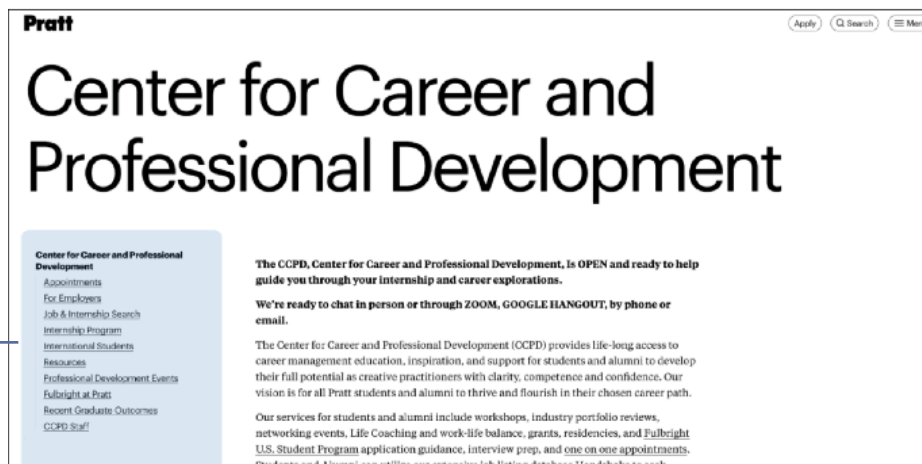 Pratt
Apply
Search
Center for Career and
Professional Development
Center for Career and Professional
Development
Appointments
For Employers
Job & Internship Search
Internship Program
International Students
Resources
Professional Development Events
Fulbright at Pratt
Recent Graduate Outcomes
CCPD Staff
The CCPD, Center for Career and Professional Development, Is OPEN and ready to help
guide you through your internship and career explorations.
We're ready to chat in person or through ZOOM, GOOGLE HANGOUT, by phone or
email.
The Center for Career and Professional Development (CCPD) provides life-long access to
career management education, inspiration, and support for students and alumni to develop
their full potential as creative practitioners with clarity, competence and confidence. Our
vision is for all Pratt students and alumni to thrive and flourish in their chosen career path.
Our services for students and alumni include workshops, industry portfolio reviews,
networking events, Life Coaching and work-life balance, grants, residencies, and Fulbright
U.S. Student Program application guidance, interview prep, and one on one appointments.